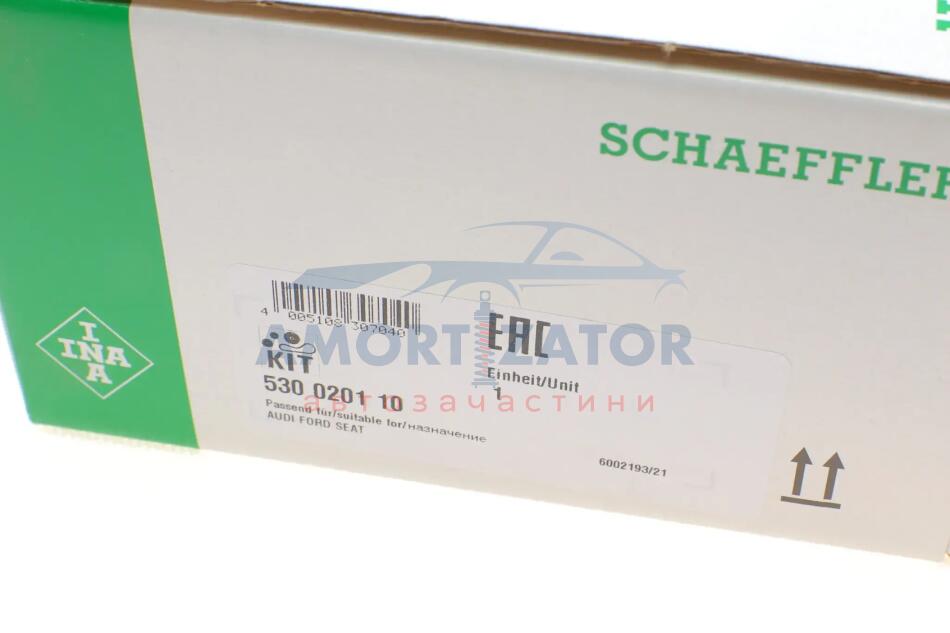 SCHAEFFLER
I
INA
A
4 005108 307040
EAC
AMORTIZATOR
KIT
Einheit/Unit
530 0201 10
1
автозапчастини
Passend für/suitable for/назначение
AUDI FORD SEAT
6002193/21